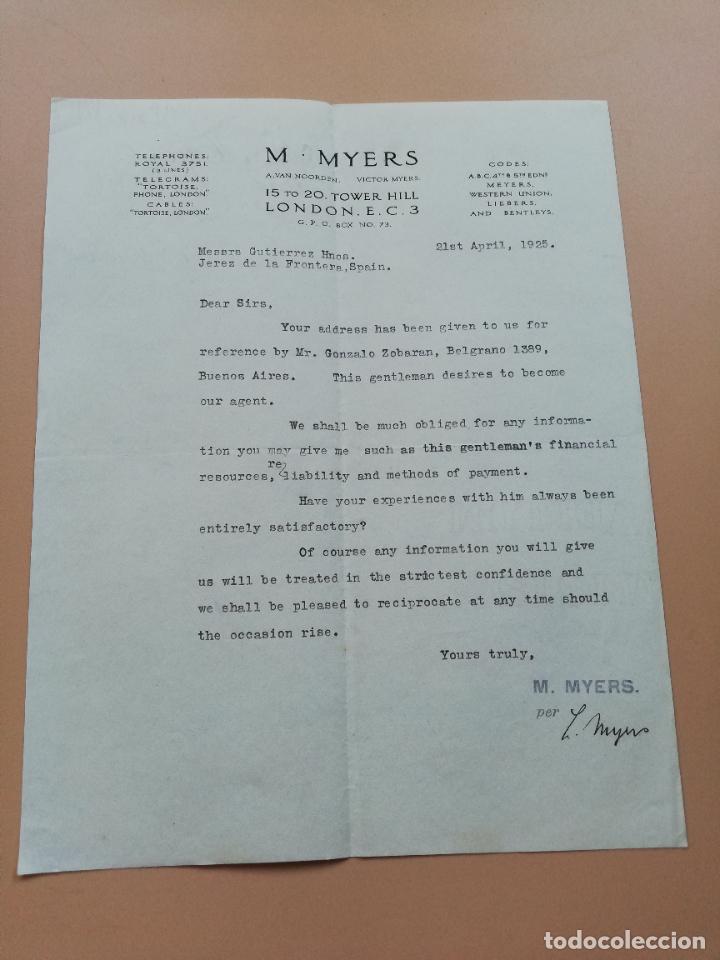 TELEPHONES:
ROYAL 3751.
(3 LINES)
TELEGRAMS:
"TORTOISE,
PHONE, LONDON"
CABLES:
"TORTOISE, LONDON"
M · MYERS
A. VAN NOORDEN. VICTOR MYERS.
15 TO 20, TOWER HILL
LONDON. E. C. 3
G. P. O. BOX NO. 73.
CODES:
A.B.C. 4TH & 5TH EDNS
MEYERS,
WESTERN UNION,
LIEBERS,
AND BENTLEYS.
Messrs Gutierrez Hnos. 21st April, 1925.
Jerez de la Frontera, Spain.
Dear Sirs,
Your address has been given to us for
reference by Mr. Gonzalo Zobaran, Belgrano 1389,
Buenos Aires. This gentleman desires to become
our agent.
We shall be much obliged for any informa-
tion you may give me such as this gentleman's financial
resources, reliability and methods of payment.
Have your experiences with him always been
entirely satisfactory?
Of course any information you will give
us will be treated in the strictest confidence and
we shall be pleased to reciprocate at any time should
the occasion rise.
Yours truly,
M. MYERS.
per L. Myers
todocoleccion
todocoleccion.net